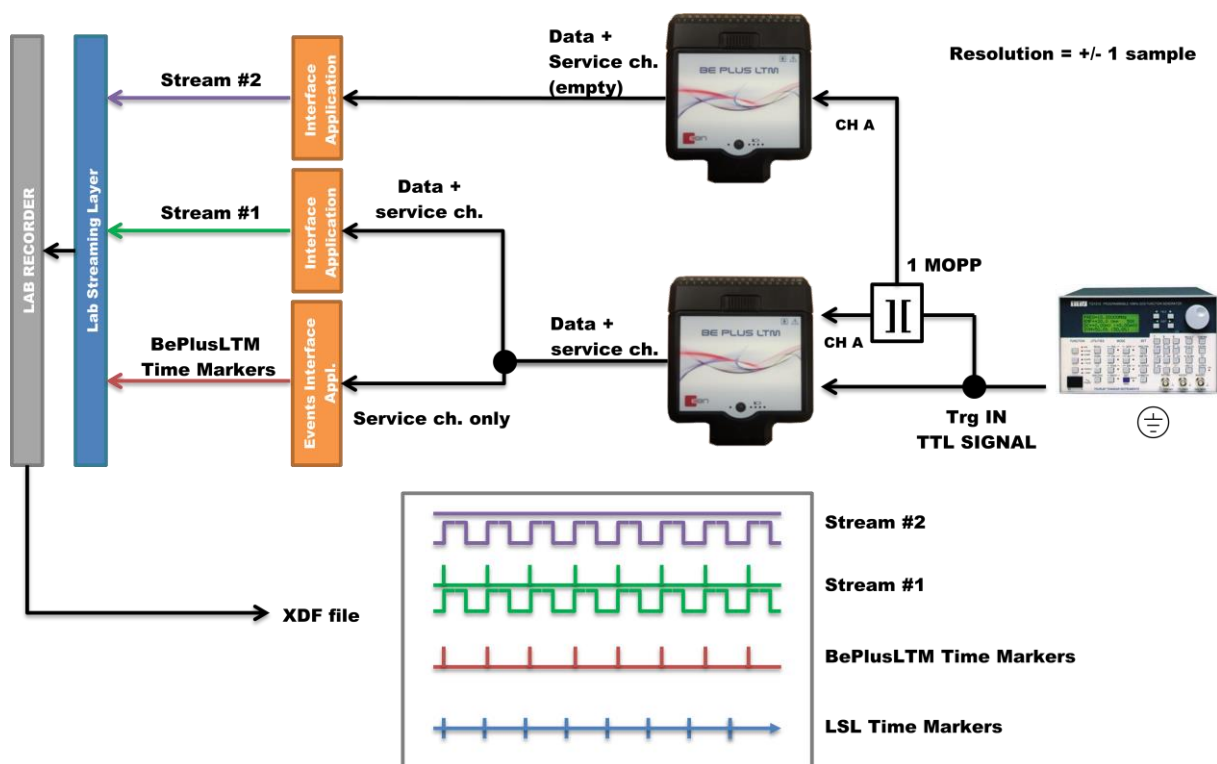 Data +
Service ch.
(empty)
Resolution = +/- 1 sample
Stream #2
Interface
Application
BE PLUS LTM
CH A
LAB RECORDER
Lab Streaming Layer
Stream #1
Interface
Application
Data +
service ch.
1 MOPP
BePlusLTM
Time Markers
Events Interface
Appl.
Data +
service ch.
BE PLUS LTM
CH A
Service ch. only
Trg IN
TTL SIGNAL
Stream #2
Stream #1
XDF file
BePlusLTM Time Markers
LSL Time Markers